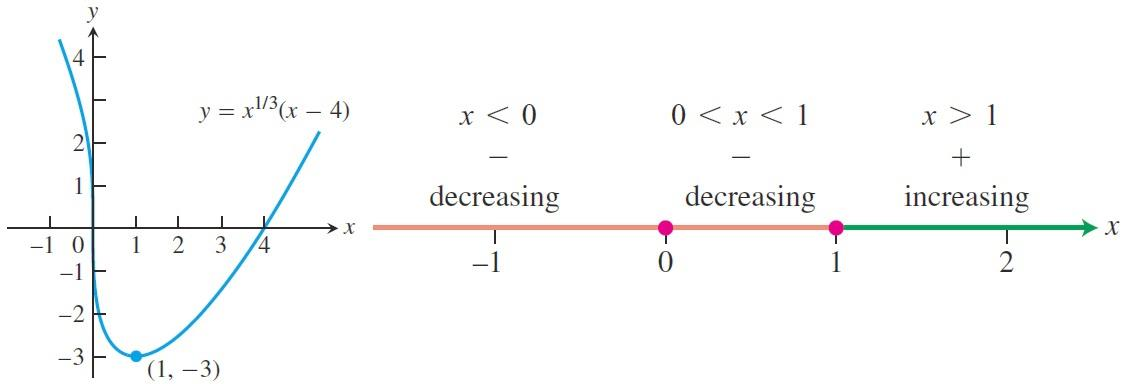 y
4
2
1
-1 0 1 2 3 4 x
-1
-2
-3
y = x^{1/3}(x − 4)
(1, −3)
x < 0 0 < x < 1 x > 1
− − +
decreasing decreasing increasing
−1 0 1 2 x